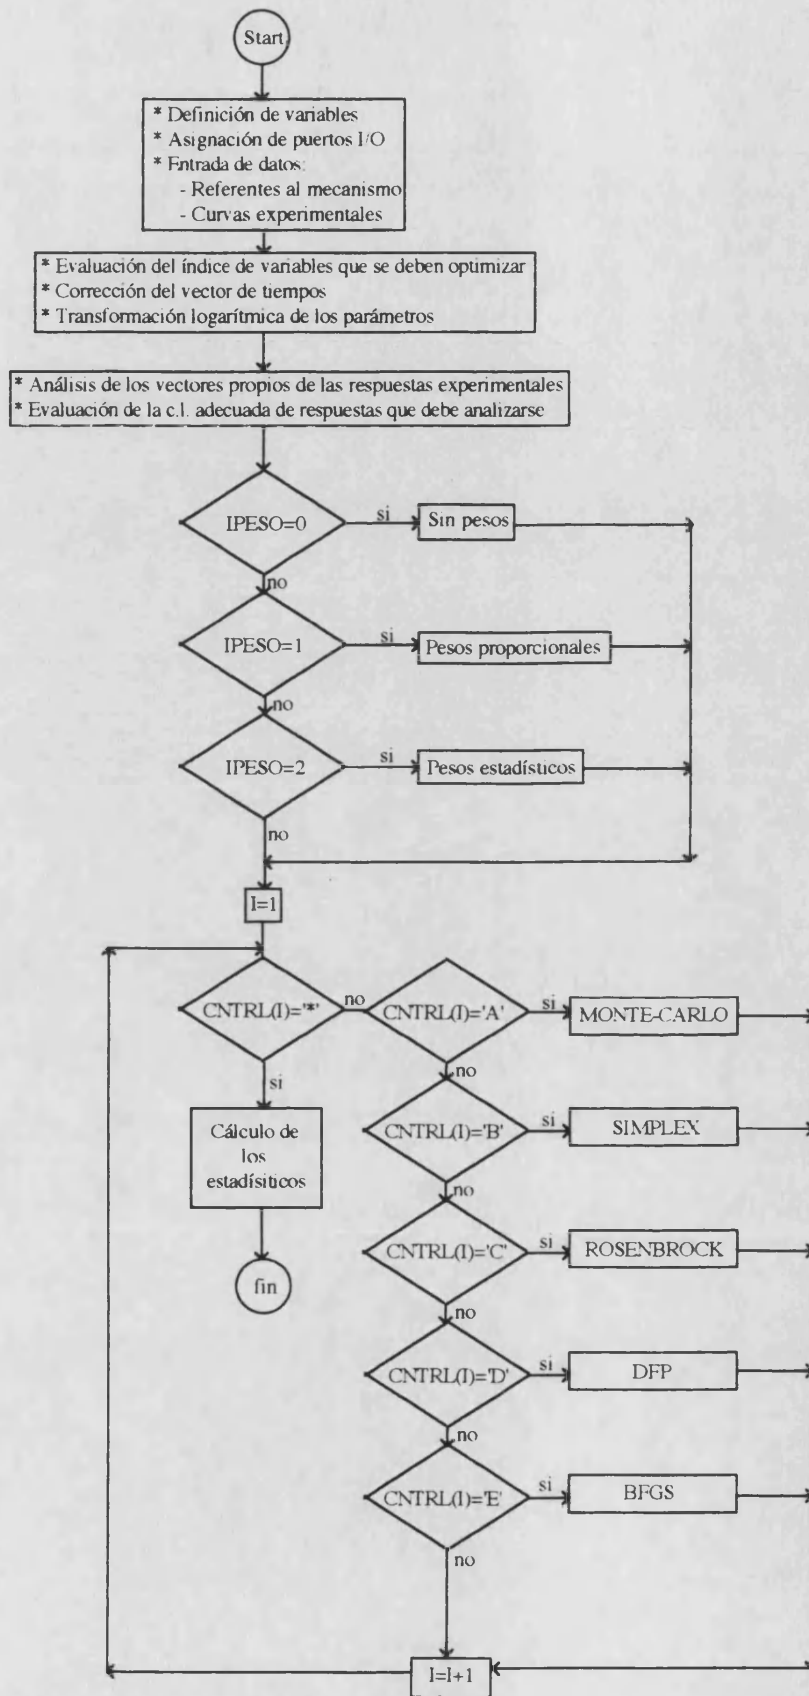 Start
* Definición de variables
* Asignación de puertos I/O
* Entrada de datos:
- Referentes al mecanismo
- Curvas experimentales
* Evaluación del índice de variables que se deben optimizar
* Corrección del vector de tiempos
* Transformación logarítmica de los parámetros
* Análisis de los vectores propios de las respuestas experimentales
* Evaluación de la c.l. adecuada de respuestas que debe analizarse
IPESO=0
si
Sin pesos
no
IPESO=1
si
Pesos proporcionales
no
IPESO=2
si
Pesos estadísticos
no
I=1
CNTRL(I)='*'
no
CNTRL(I)='A'
si
MONTE-CARLO
si
no
Cálculo de
los
estadísiticos
CNTRL(I)='B'
si
SIMPLEX
no
fin
CNTRL(I)='C'
si
ROSENBROCK
no
CNTRL(I)='D'
si
DFP
no
CNTRL(I)='E'
si
BFGS
no
I=I+1